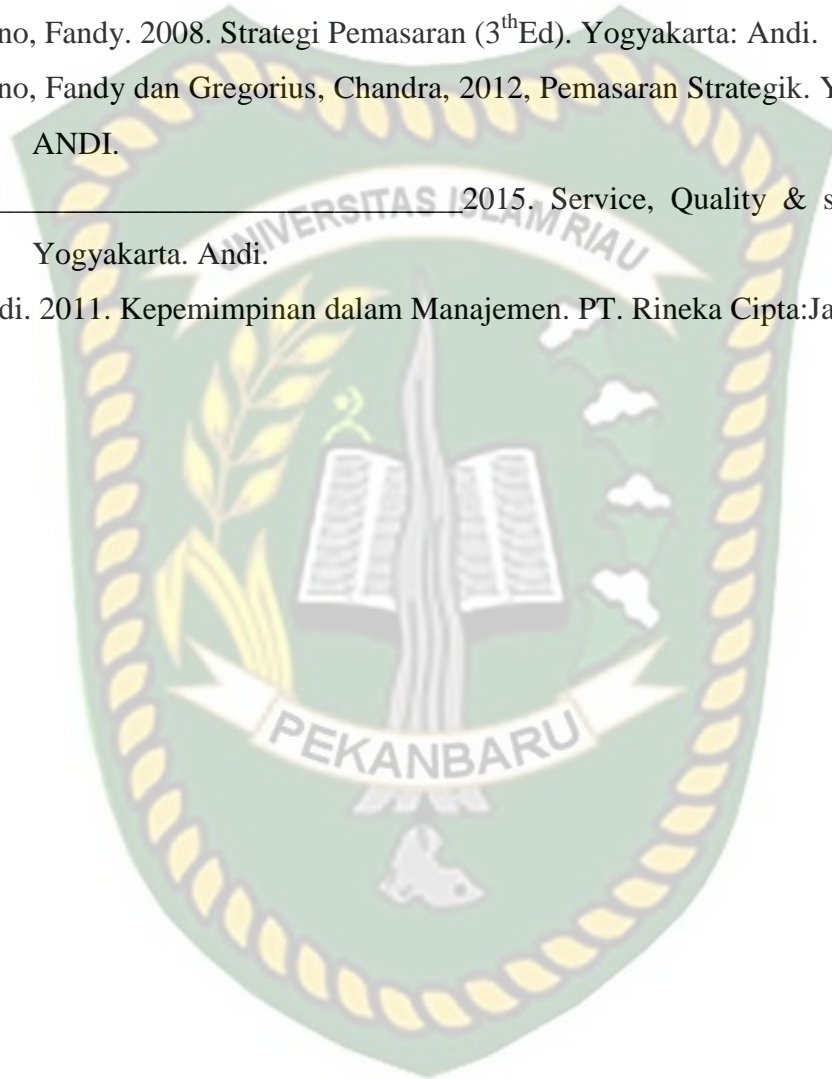 no, Fandy. 2008. Strategi Pemasaran (3thEd). Yogyakarta: Andi.
no, Fandy dan Gregorius, Chandra, 2012, Pemasaran Strategik. Y
ANDI.
_____________________________2015. Service, Quality & s
Yogyakarta. Andi.
di. 2011. Kepemimpinan dalam Manajemen. PT. Rineka Cipta:Ja
UNIVERSITAS ISLAM RIAU
PEKANBARU